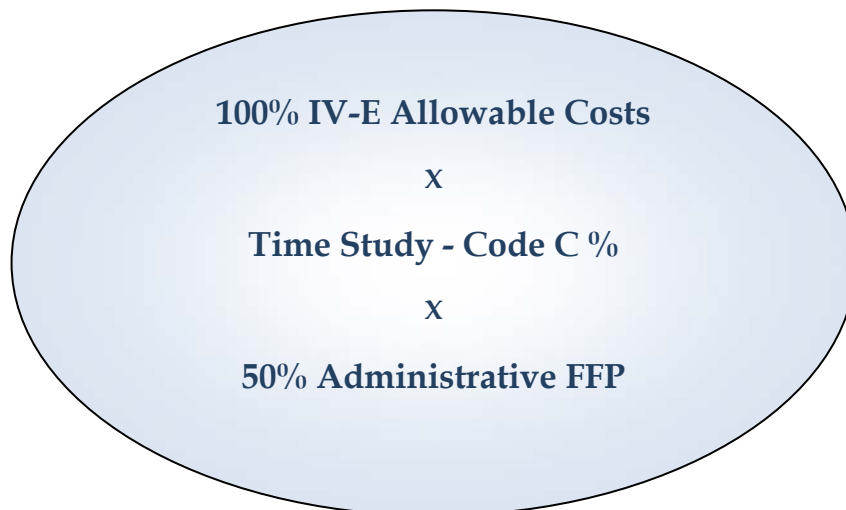 100% IV-E Allowable Costs
x
Time Study - Code C %
x
50% Administrative FFP